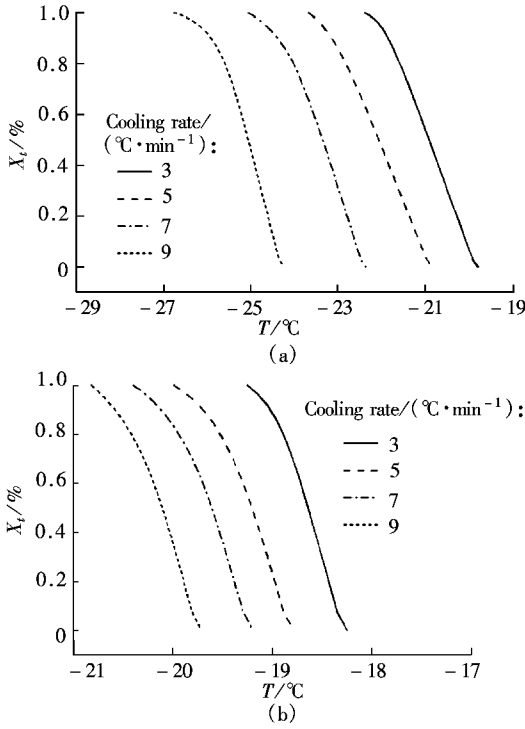 1.0
0.8
0.6
0.4
0.2
0
X_t/%
Cooling rate/
(℃·min⁻¹):
3
5
7
9
−29 −27 −25 −23 −21 −19
T/℃
(a)
1.0
0.8
0.6
0.4
0.2
0
X_t/%
Cooling rate/(℃·min⁻¹):
3
5
7
9
−21 −20 −19 −18 −17
T/℃
(b)